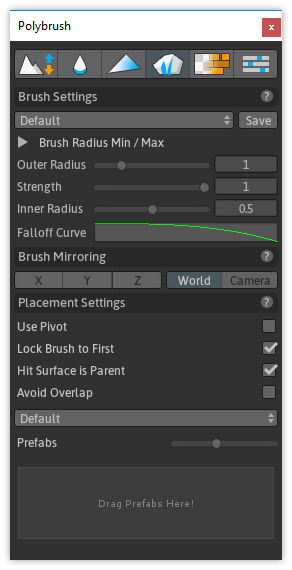 Polybrush
x
Brush Settings ?
Default Save
Brush Radius Min / Max
Outer Radius 1
Strength 1
Inner Radius 0.5
Falloff Curve
Brush Mirroring ?
X Y Z World Camera
Placement Settings ?
Use Pivot
Lock Brush to First
Hit Surface is Parent
Avoid Overlap
Default
Prefabs
Drag Prefabs Here!